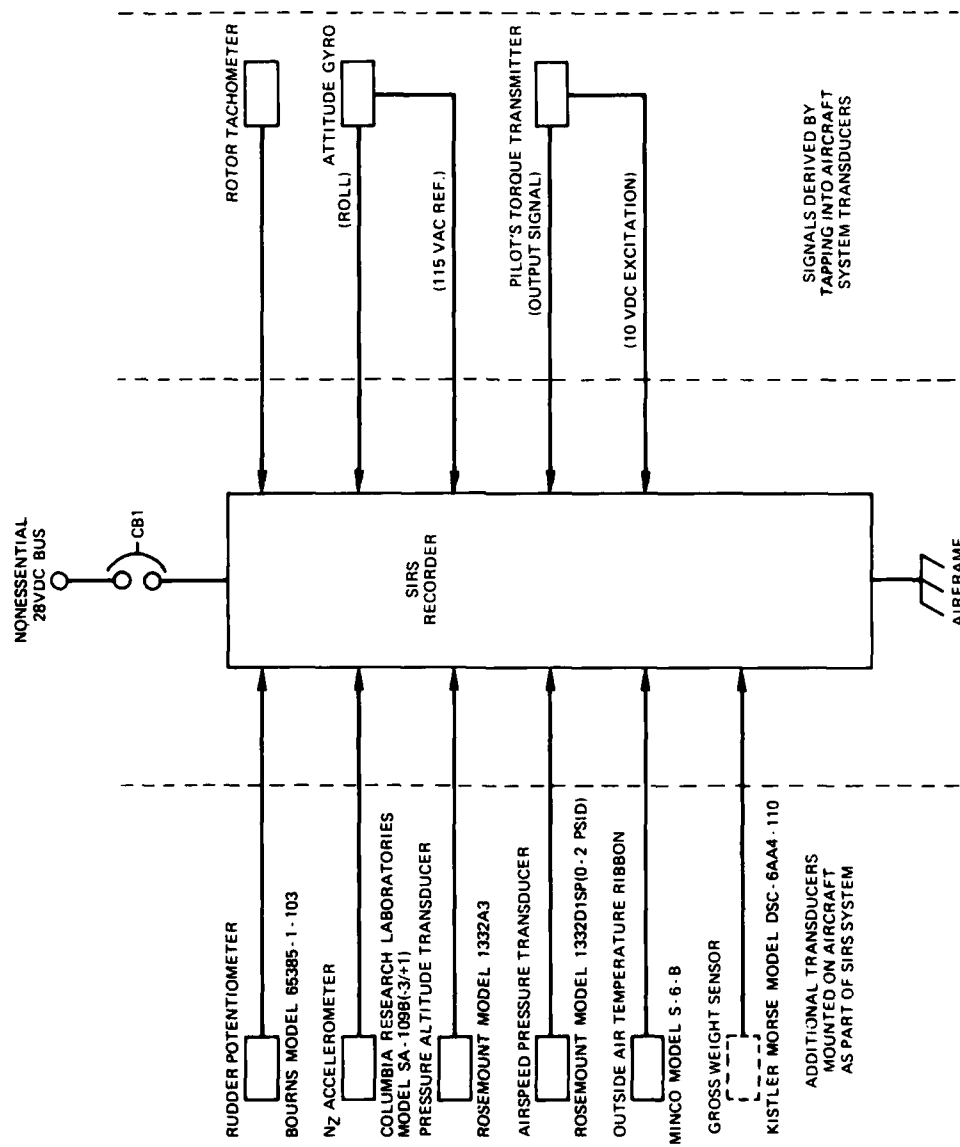 NONESSENTIAL
28VDC BUS
CB1
SIRS
RECORDER
AIRFRAME
RUDDER POTENTIOMETER
BOURNS MODEL 65385-1-103
NZ ACCELEROMETER
COLUMBIA RESEARCH LABORATORIES
MODEL SA-109B(-3/+1)
PRESSURE ALTITUDE TRANSDUCER
ROSEMOUNT MODEL 1332A3
AIRSPEED PRESSURE TRANSDUCER
ROSEMOUNT MODEL 1332D1SP(0-2 PSID)
OUTSIDE AIR TEMPERATURE RIBBON
MINCO MODEL S-6-B
GROSS WEIGHT SENSOR
KISTLER MORSE MODEL DSC-6AA4-110
ADDITIONAL TRANSDUCERS
MOUNTED ON AIRCRAFT
AS PART OF SIRS SYSTEM
ROTOR TACHOMETER
ATTITUDE GYRO
(ROLL)
(115 VAC REF.)
PILOT'S TORQUE TRANSMITTER
(OUTPUT SIGNAL)
(10 VDC EXCITATION)
SIGNALS DERIVED BY
TAPPING INTO AIRCRAFT
SYSTEM TRANSDUCERS